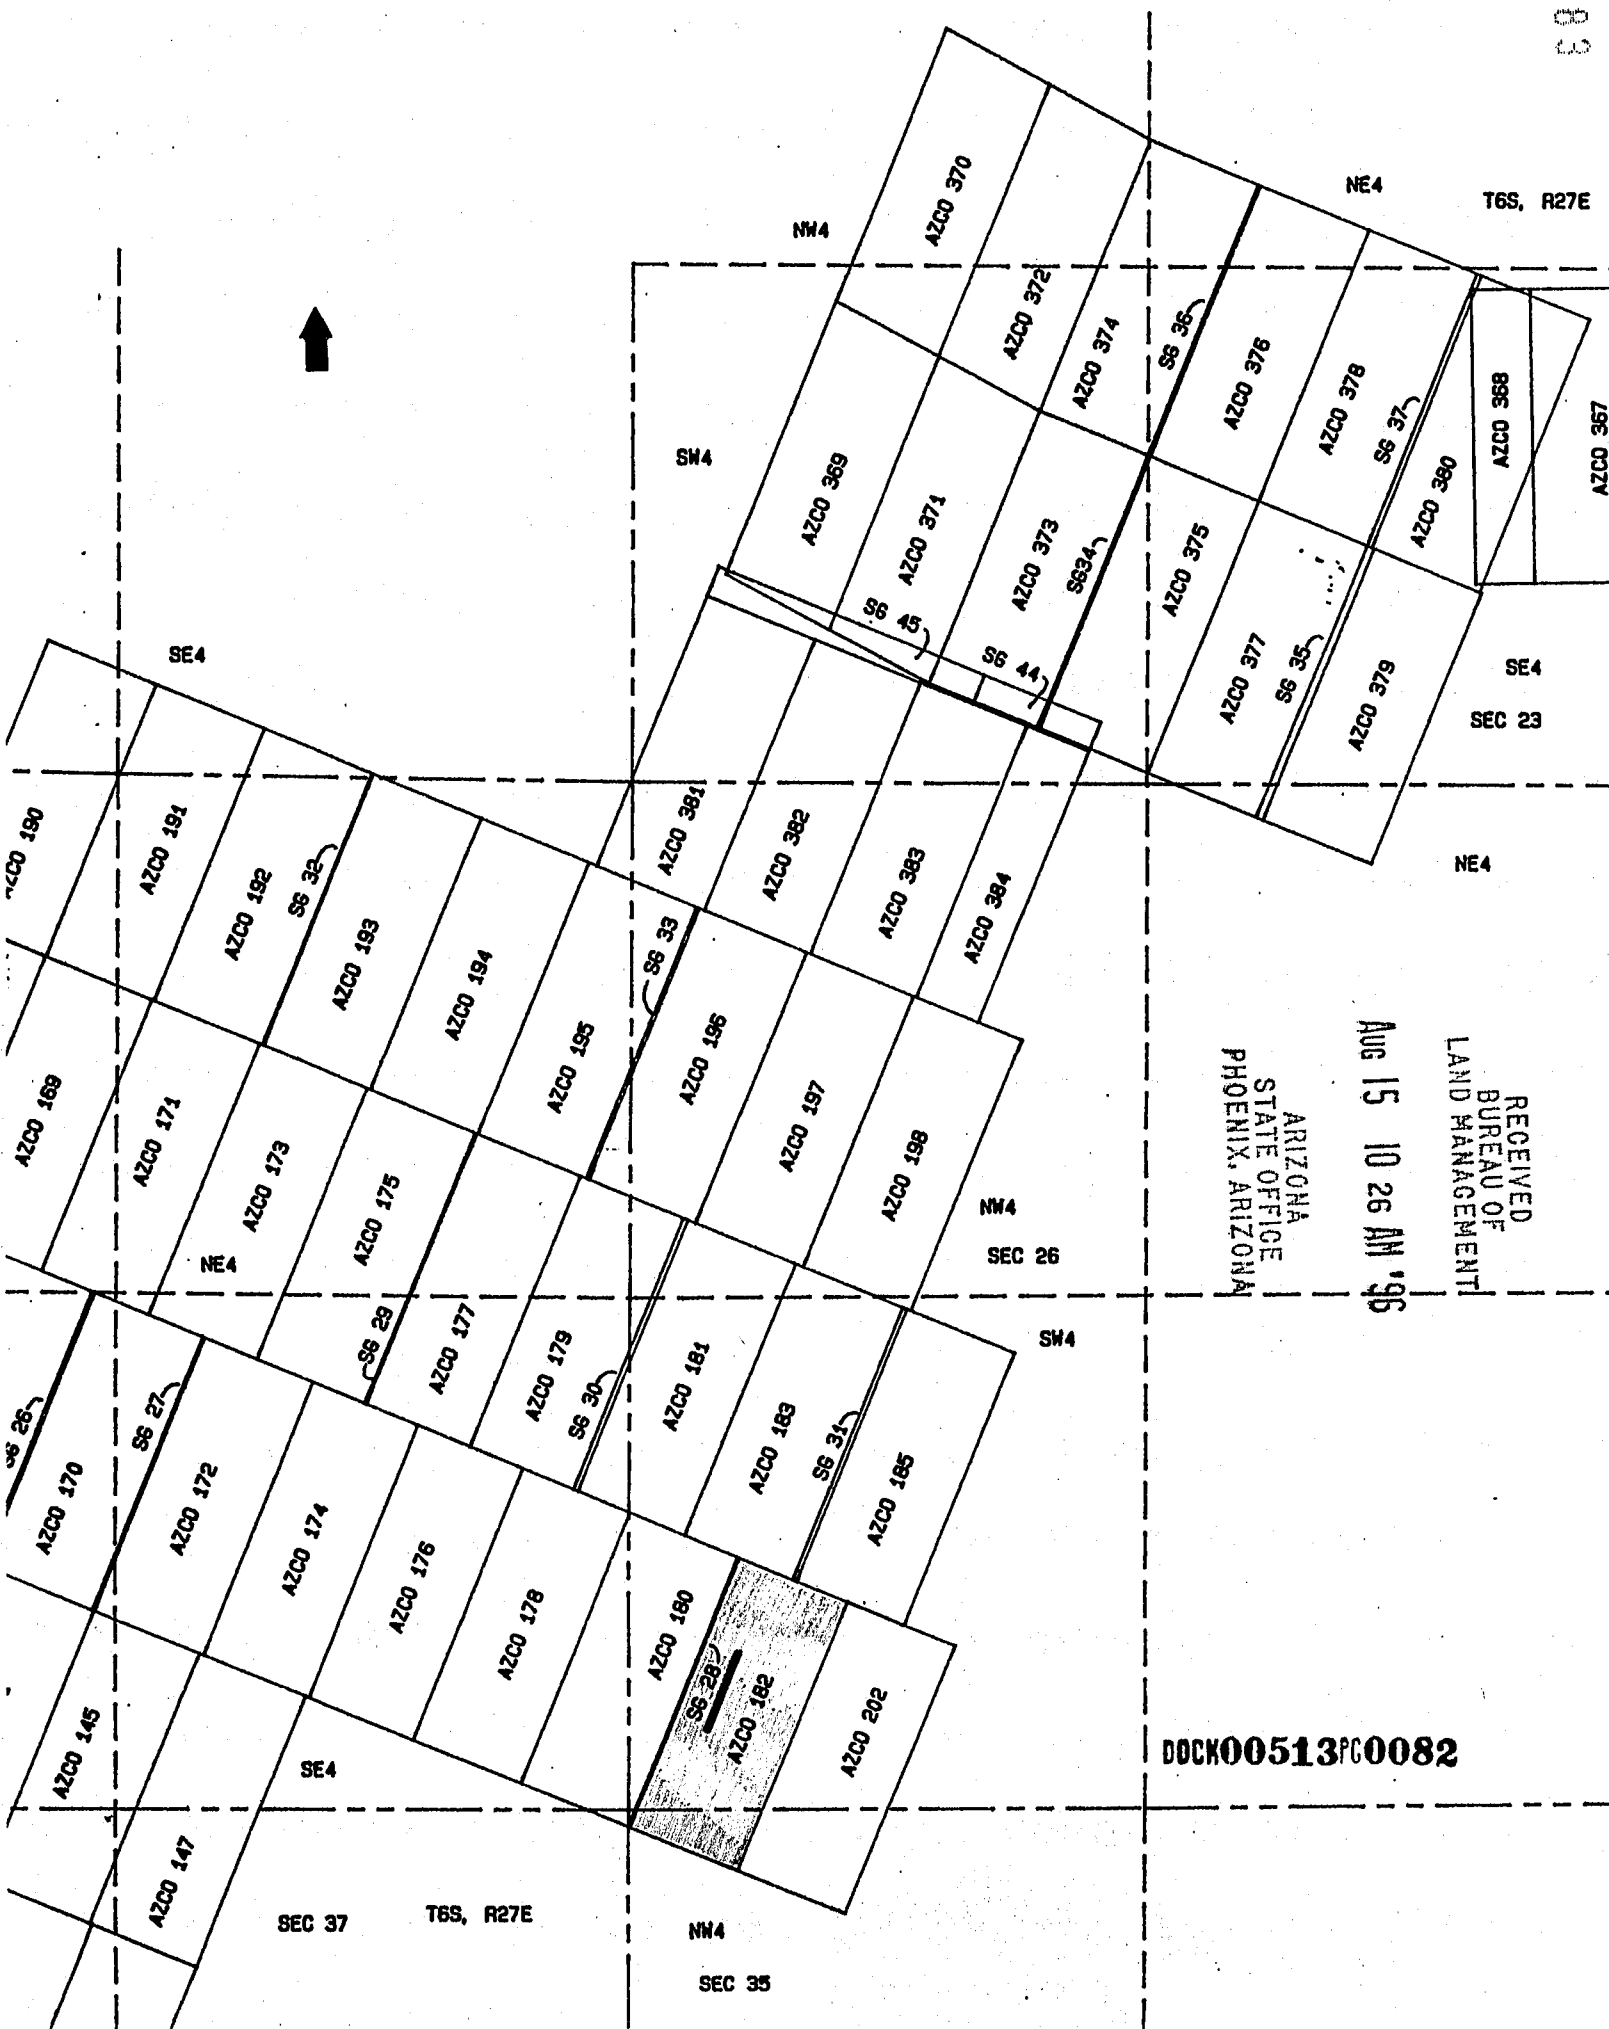 83
NE4
T6S, R27E
NW4
AZCO 370
AZCO 372
AZCO 374
SG 36
AZCO 376
AZCO 378
SG 37
AZCO 380
AZCO 368
AZCO 367
SW4
AZCO 369
AZCO 371
AZCO 373
SG34
AZCO 375
AZCO 377
SG 35
AZCO 379
SG 45
SG 44
SE4
SEC 23
SE4
AZCO 190
AZCO 191
AZCO 192
SG 32
AZCO 193
AZCO 194
AZCO 195
SG 33
AZCO 381
AZCO 382
AZCO 383
AZCO 384
NE4
AZCO 196
AZCO 197
AZCO 198
NW4
SEC 26
RECEIVED
BUREAU OF
LAND MANAGEMENT
AUG 15 10 26 AM '96
ARIZONA
STATE OFFICE
PHOENIX, ARIZONA
AZCO 169
AZCO 171
AZCO 173
AZCO 175
NE4
SG 29
AZCO 177
AZCO 179
SG 30
AZCO 181
AZCO 183
SG 31
AZCO 185
SW4
SG 26
AZCO 170
SG 27
AZCO 172
AZCO 174
AZCO 176
AZCO 178
AZCO 180
SG 28
AZCO 182
AZCO 202
AZCO 145
AZCO 147
SE4
DOCK00513PG0082
SEC 37
T6S, R27E
NW4
SEC 35